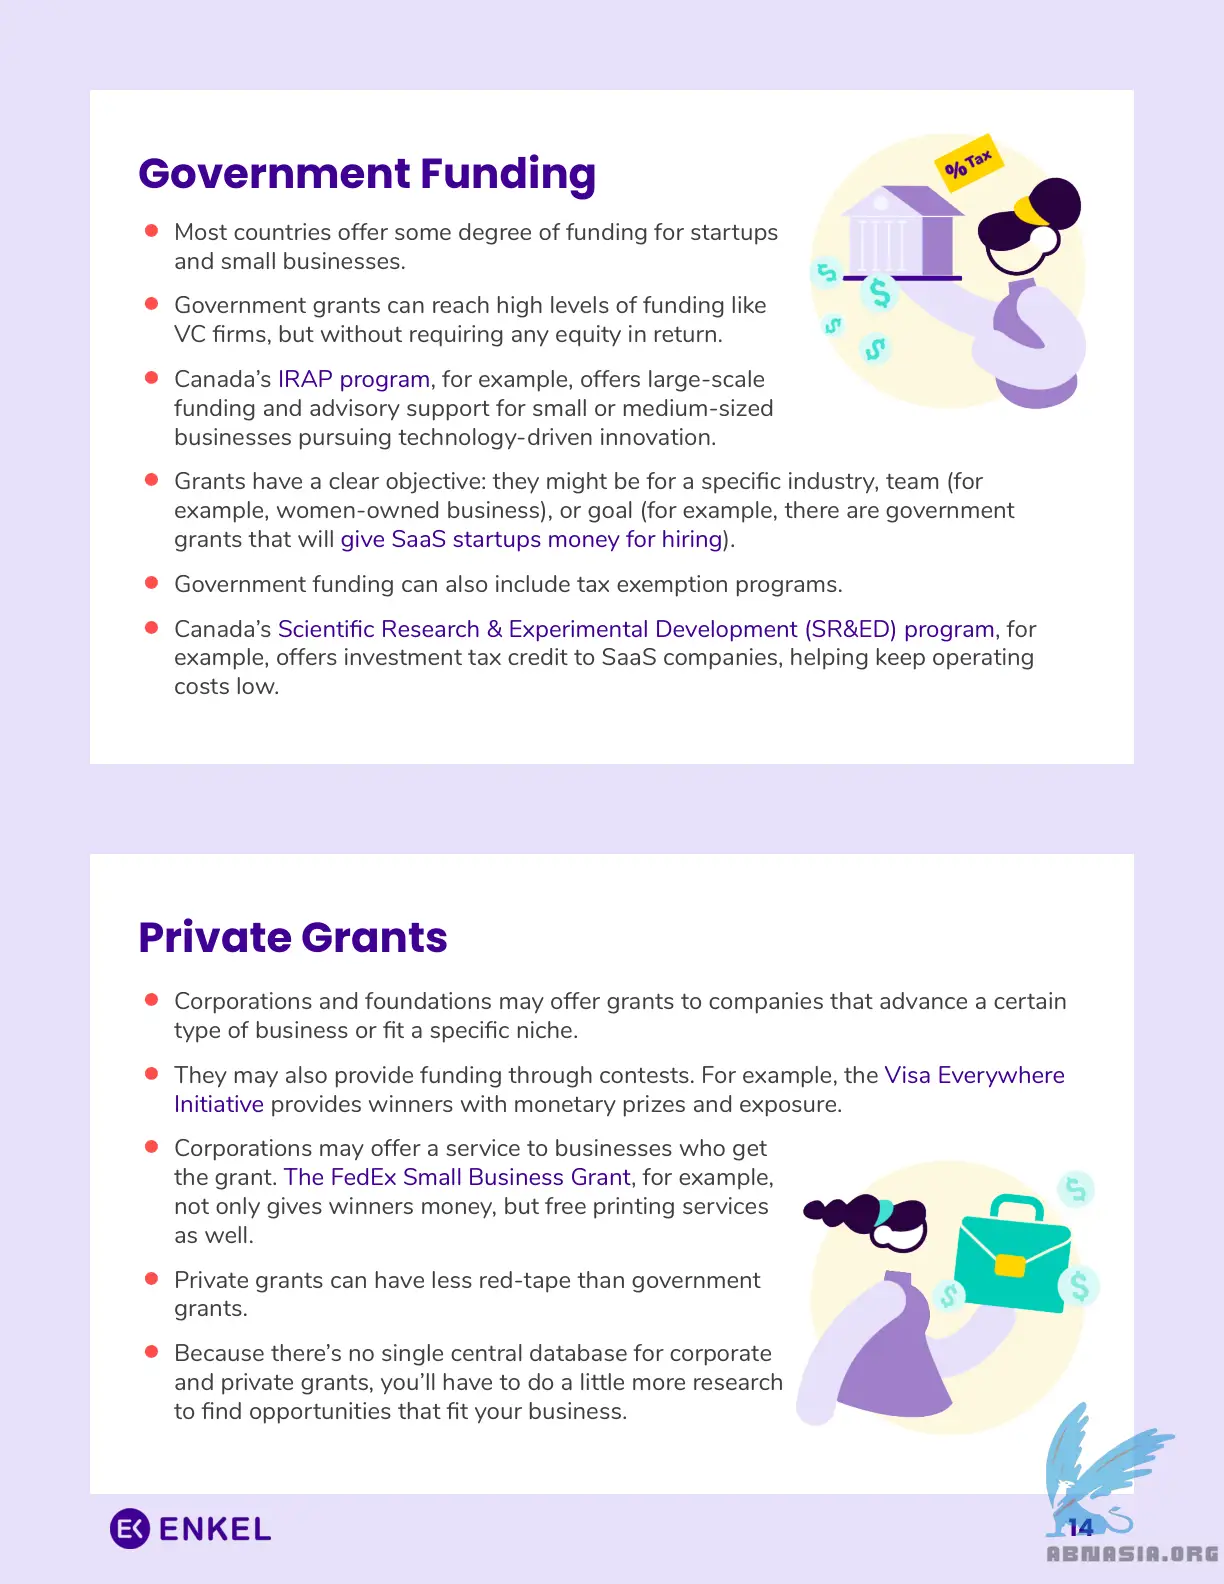 Government Funding
% Tax
Most countries offer some degree of funding for startups
and small businesses.
Government grants can reach high levels of funding like
VC firms, but without requiring any equity in return.
Canada’s IRAP program, for example, offers large-scale
funding and advisory support for small or medium-sized
businesses pursuing technology-driven innovation.
Grants have a clear objective: they might be for a specific industry, team (for
example, women-owned business), or goal (for example, there are government
grants that will give SaaS startups money for hiring).
Government funding can also include tax exemption programs.
Canada’s Scientific Research & Experimental Development (SR&ED) program, for
example, offers investment tax credit to SaaS companies, helping keep operating
costs low.
$
$
$
$
Private Grants
Corporations and foundations may offer grants to companies that advance a certain
type of business or fit a specific niche.
They may also provide funding through contests. For example, the Visa Everywhere
Initiative provides winners with monetary prizes and exposure.
Corporations may offer a service to businesses who get
the grant. The FedEx Small Business Grant, for example,
not only gives winners money, but free printing services
as well.
Private grants can have less red-tape than government
grants.
Because there’s no single central database for corporate
and private grants, you’ll have to do a little more research
to find opportunities that fit your business.
$
$
$
EK ENKEL
14
ABNASIA.ORG